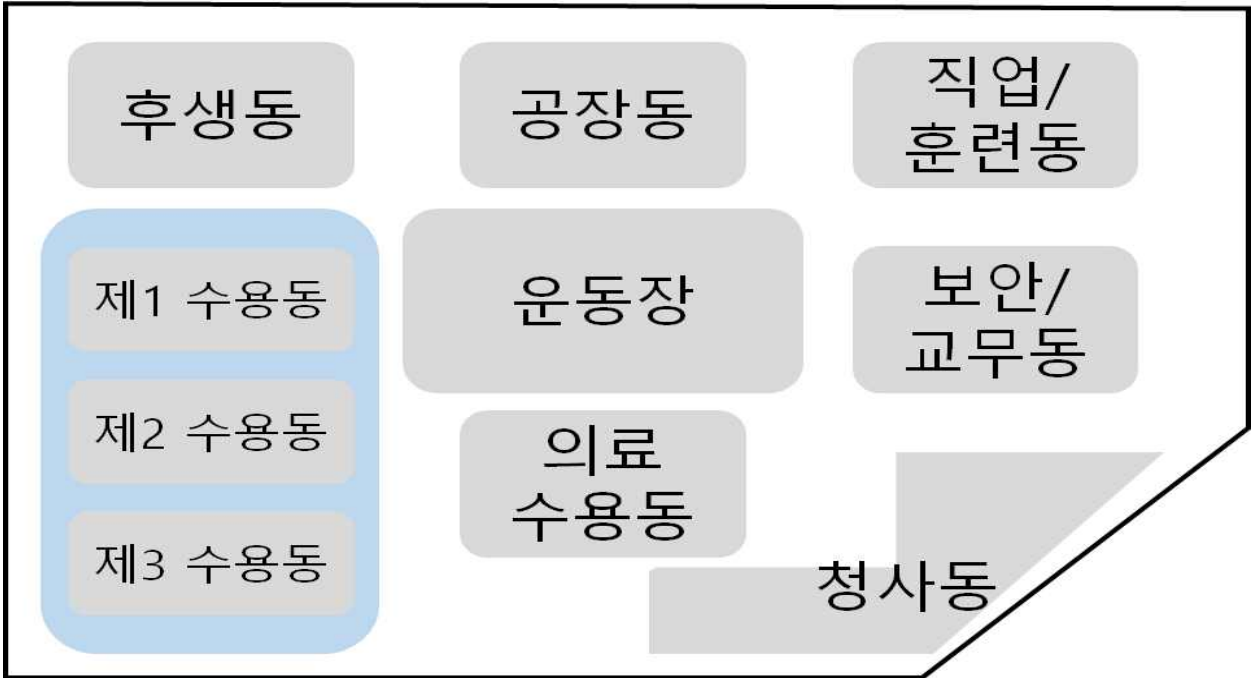 후생동
공장동
직업/
훈련동
제1 수용동
운동장
보안/
교무동
제2 수용동
의료
수용동
제3 수용동
청사동